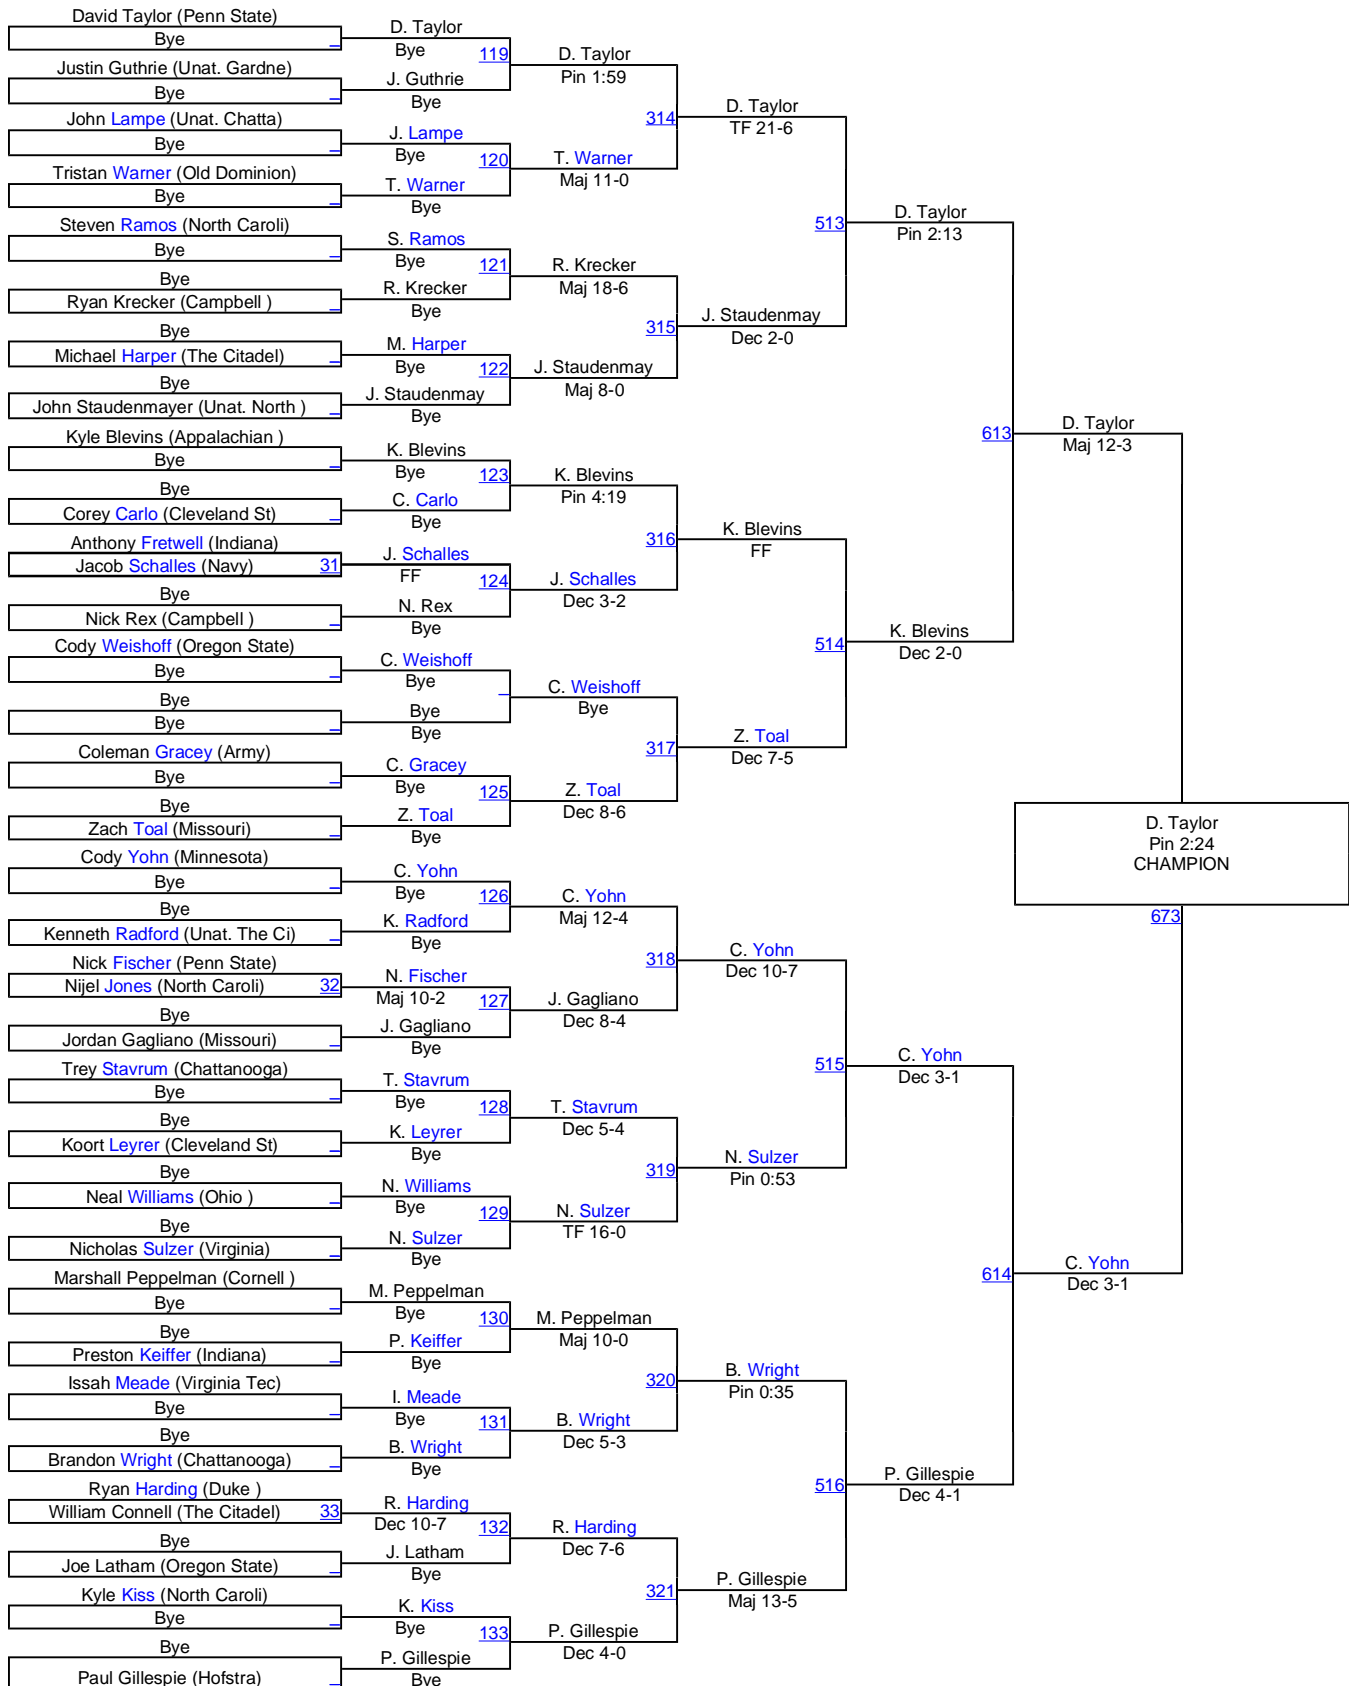 David Taylor (Penn State)
Bye
Justin Guthrie (Unat. Gardne)
Bye
John Lampe (Unat. Chatta)
Bye
Tristan Warner (Old Dominion)
Bye
Steven Ramos (North Caroli)
Bye
Bye
Ryan Krecker (Campbell )
Bye
Michael Harper (The Citadel)
Bye
John Staudenmayer (Unat. North )
Kyle Blevins (Appalachian )
Bye
Bye
Corey Carlo (Cleveland St)
Anthony Fretwell (Indiana)
Jacob Schalles (Navy) 31
Bye
Nick Rex (Campbell )
Cody Weishoff (Oregon State)
Bye
Bye
Bye
Coleman Gracey (Army)
Bye
Bye
Zach Toal (Missouri)
Cody Yohn (Minnesota)
Bye
Bye
Kenneth Radford (Unat. The Ci)
Nick Fischer (Penn State)
Nijel Jones (North Caroli) 32
Bye
Jordan Gagliano (Missouri)
Trey Stavrum (Chattanooga)
Bye
Bye
Koort Leyrer (Cleveland St)
Bye
Neal Williams (Ohio )
Bye
Nicholas Sulzer (Virginia)
Marshall Peppelman (Cornell )
Bye
Bye
Preston Keiffer (Indiana)
Issah Meade (Virginia Tec)
Bye
Bye
Brandon Wright (Chattanooga)
Ryan Harding (Duke )
William Connell (The Citadel) 33
Bye
Joe Latham (Oregon State)
Kyle Kiss (North Caroli)
Bye
Bye
Paul Gillespie (Hofstra)
D. Taylor
Bye 119
J. Guthrie
Bye
J. Lampe
Bye 120
T. Warner
Bye
S. Ramos
Bye 121
R. Krecker
Bye
M. Harper
Bye 122
J. Staudenmay
Bye
K. Blevins
Bye 123
C. Carlo
Bye
J. Schalles
FF 124
N. Rex
Bye
C. Weishoff
Bye
Bye
Bye
C. Gracey
Bye 125
Z. Toal
Bye
C. Yohn
Bye 126
K. Radford
Bye
N. Fischer
Maj 10-2 127
J. Gagliano
Bye
T. Stavrum
Bye 128
K. Leyrer
Bye
N. Williams
Bye 129
N. Sulzer
Bye
M. Peppelman
Bye 130
P. Keiffer
Bye
I. Meade
Bye 131
B. Wright
Bye
R. Harding
Dec 10-7 132
J. Latham
Bye
K. Kiss
Bye 133
P. Gillespie
Bye
D. Taylor
Pin 1:59
314
T. Warner
Maj 11-0
R. Krecker
Maj 18-6
315
J. Staudenmay
Maj 8-0
K. Blevins
Pin 4:19
316
J. Schalles
Dec 3-2
C. Weishoff
Bye
317
Z. Toal
Dec 8-6
C. Yohn
Maj 12-4
318
J. Gagliano
Dec 8-4
T. Stavrum
Dec 5-4
319
N. Sulzer
TF 16-0
M. Peppelman
Maj 10-0
320
B. Wright
Dec 5-3
R. Harding
Dec 7-6
321
P. Gillespie
Dec 4-0
D. Taylor
TF 21-6
513
J. Staudenmay
Dec 2-0
K. Blevins
FF
514
Z. Toal
Dec 7-5
C. Yohn
Dec 10-7
515
N. Sulzer
Pin 0:53
B. Wright
Pin 0:35
516
P. Gillespie
Maj 13-5
D. Taylor
Pin 2:13
613
K. Blevins
Dec 2-0
C. Yohn
Dec 3-1
614
P. Gillespie
Dec 4-1
D. Taylor
Maj 12-3
C. Yohn
Dec 3-1
D. Taylor
Pin 2:24
CHAMPION
673